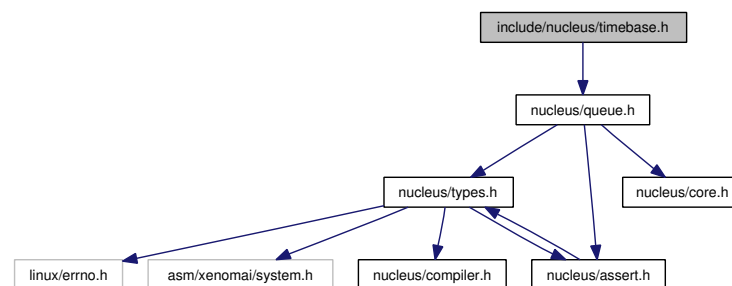 include/nucleus/timebase.h
nucleus/queue.h
nucleus/types.h
nucleus/core.h
linux/errno.h
asm/xenomai/system.h
nucleus/compiler.h
nucleus/assert.h